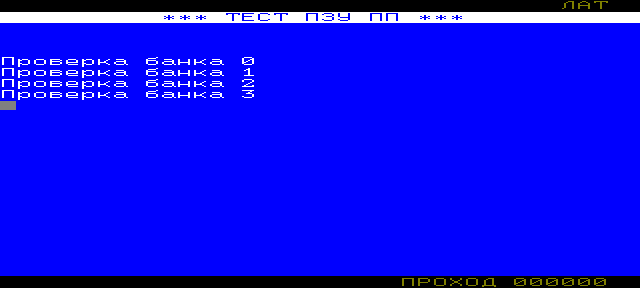 ЛАТ
*** ТЕСТ ПЗУ ПП ***
Проверка банка 0
Проверка банка 1
Проверка банка 2
Проверка банка 3
ПРОХОД 000000